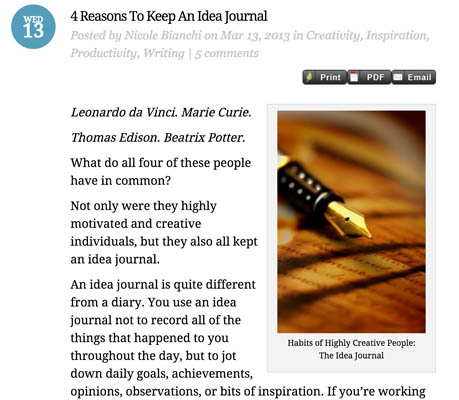 WED
13
4 Reasons To Keep An Idea Journal
Posted by Nicole Bianchi on Mar 13, 2013 in Creativity, Inspiration,
Productivity, Writing | 5 comments
Print PDF Email
Leonardo da Vinci. Marie Curie.
Thomas Edison. Beatrix Potter.
What do all four of these people
have in common?
Not only were they highly
motivated and creative
individuals, but they also all kept
an idea journal.
An idea journal is quite different
from a diary. You use an idea
journal not to record all of the
things that happened to you
throughout the day, but to jot
down daily goals, achievements,
opinions, observations, or bits of inspiration. If you’re working
Habits of Highly Creative People:
The Idea Journal